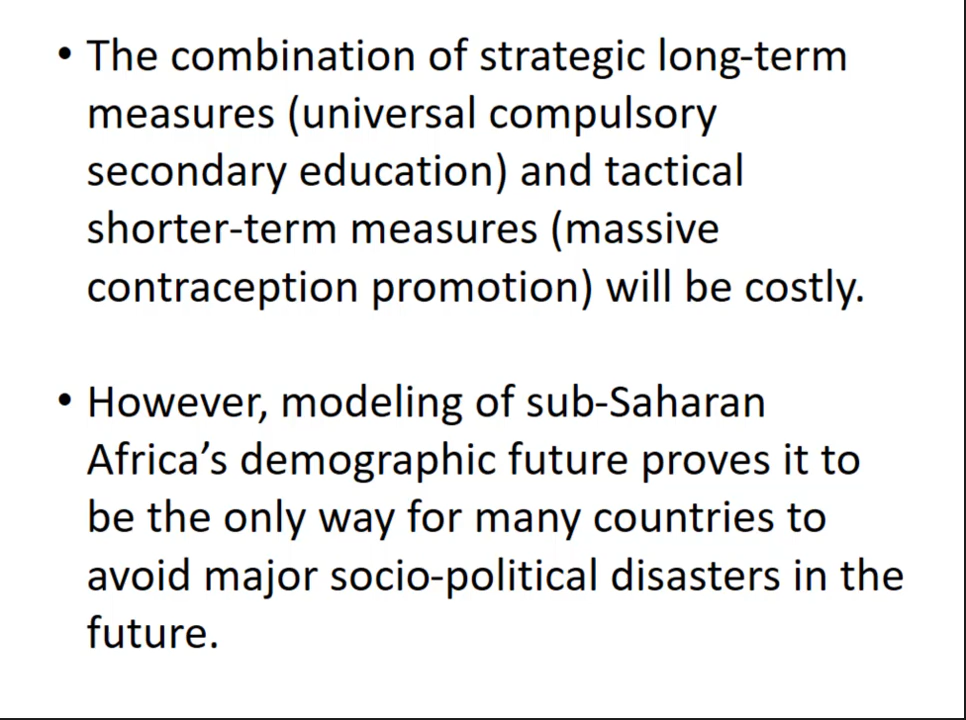 • The combination of strategic long-term
measures (universal compulsory
secondary education) and tactical
shorter-term measures (massive
contraception promotion) will be costly.
• However, modeling of sub-Saharan
Africa’s demographic future proves it to
be the only way for many countries to
avoid major socio-political disasters in the
future.